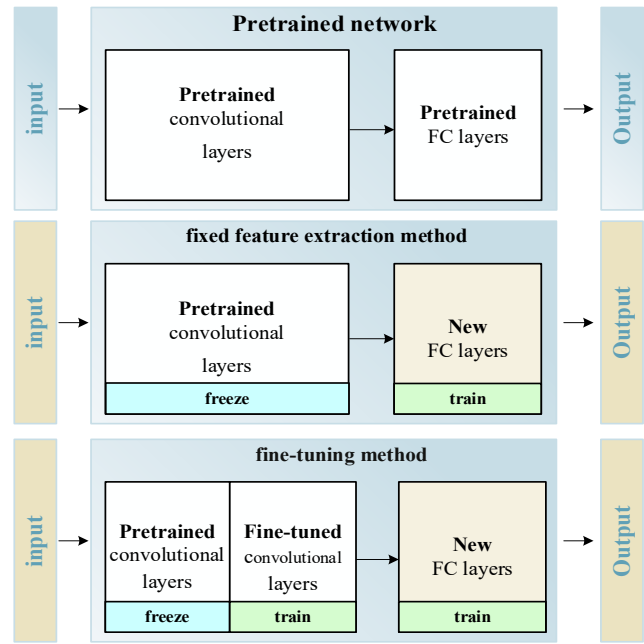 Pretrained network
input
Pretrained
convolutional
layers
Pretrained
FC layers
Output
fixed feature extraction method
input
Pretrained
convolutional
layers
freeze
New
FC layers
train
Output
fine-tuning method
input
Pretrained
convolutional
layers
freeze
Fine-tuned
convolutional
layers
train
New
FC layers
train
Output